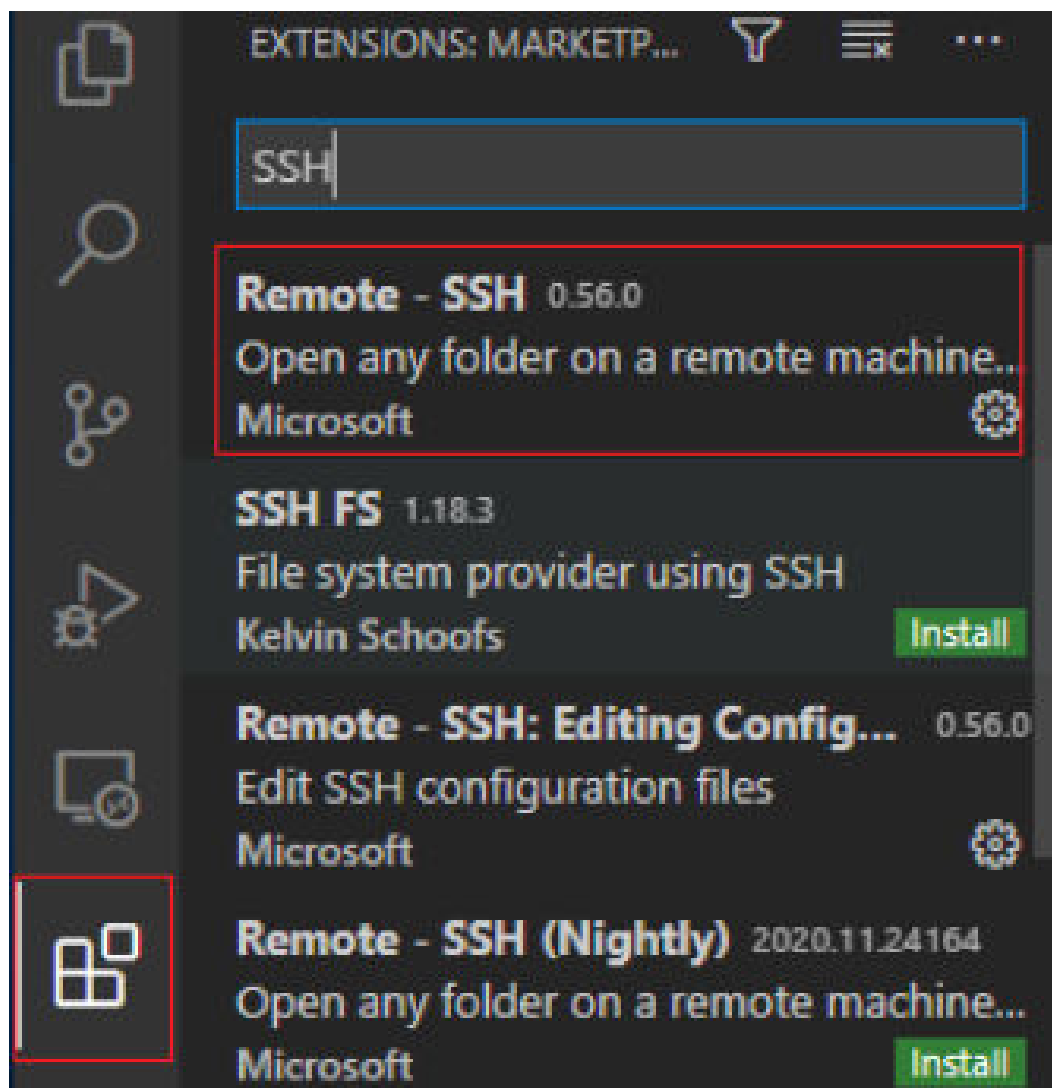 EXTENSIONS: MARKETP...
SSH
Remote - SSH 0.56.0
Open any folder on a remote machine...
Microsoft
SSH FS 1.18.3
File system provider using SSH
Kelvin Schoofs Install
Remote - SSH: Editing Config... 0.56.0
Edit SSH configuration files
Microsoft
Remote - SSH (Nightly) 2020.11.24164
Open any folder on a remote machine...
Microsoft Install